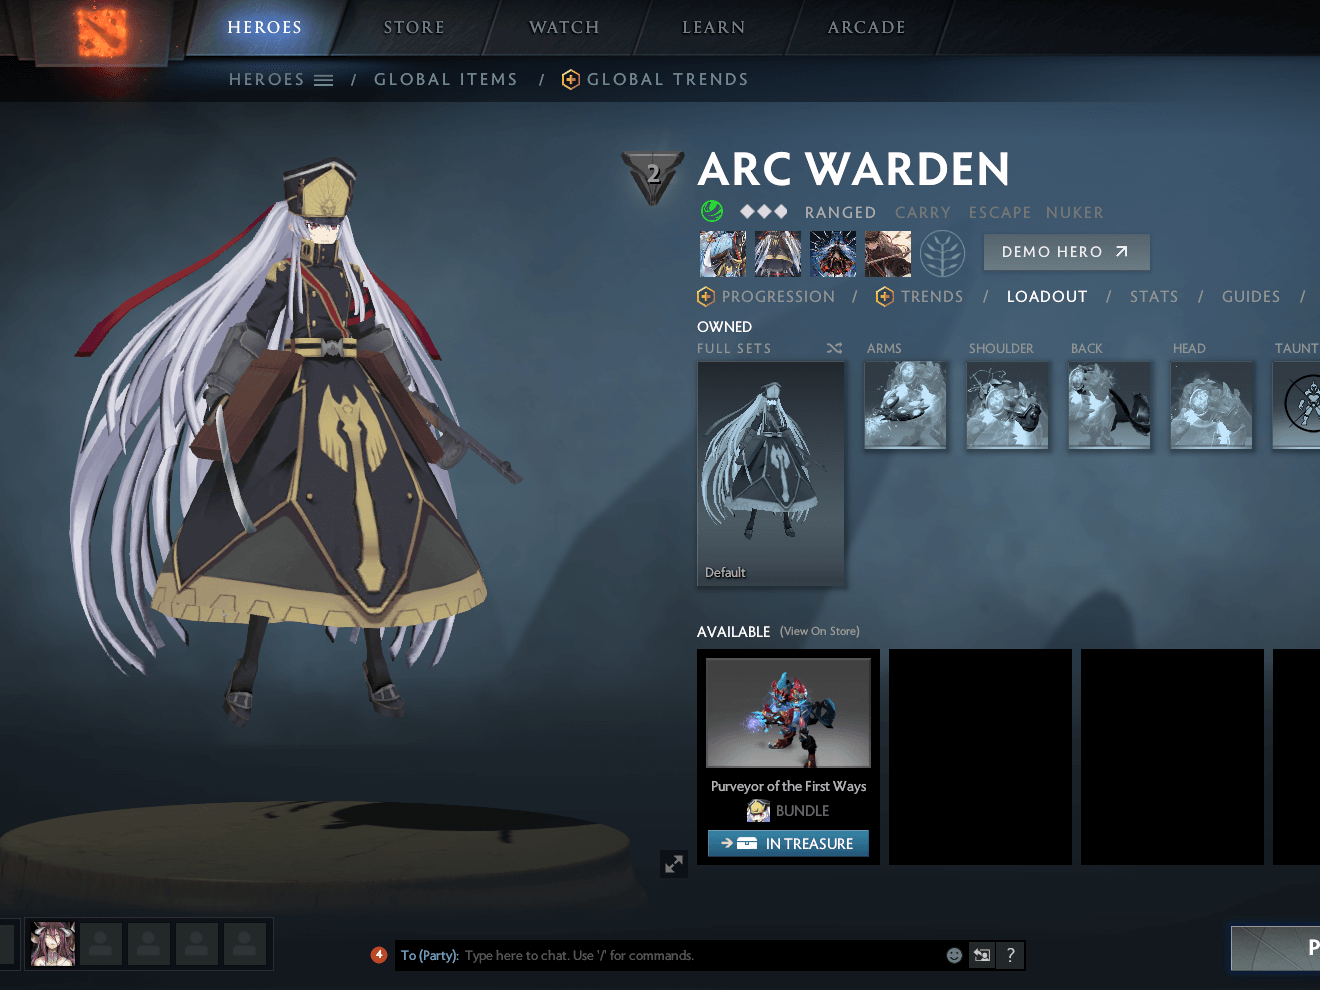 HEROES STORE WATCH LEARN ARCADE
HEROES / GLOBAL ITEMS / GLOBAL TRENDS
2
ARC WARDEN
RANGED CARRY ESCAPE NUKER
DEMO HERO
PROGRESSION / TRENDS / LOADOUT / STATS / GUIDES /
OWNED
FULL SETS ARMS SHOULDER BACK HEAD TAUNT
Default
AVAILABLE (View On Store)
Purveyor of the First Ways
BUNDLE
IN TREASURE
4 To (Party): Type here to chat. Use '/' for commands. ?
P